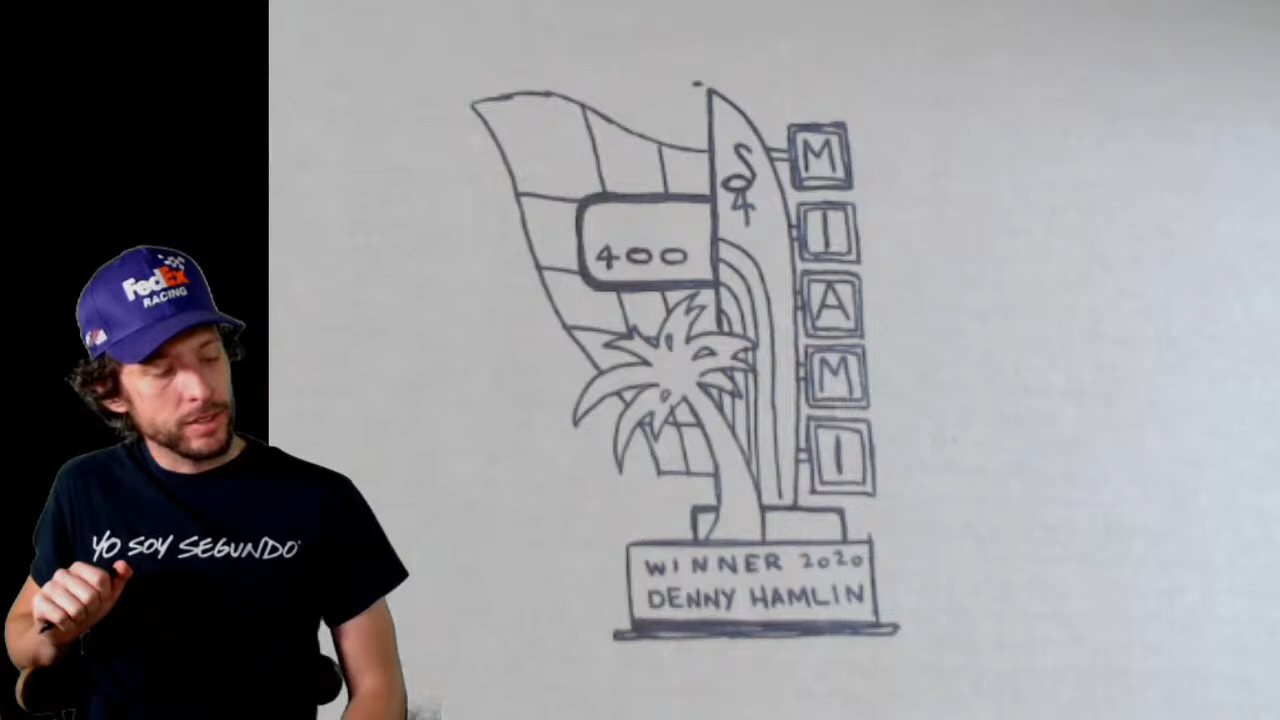 FedEx
RACING
YO SOY SEGUNDO
400
M
I
A
M
I
WINNER 2020
DENNY HAMLIN